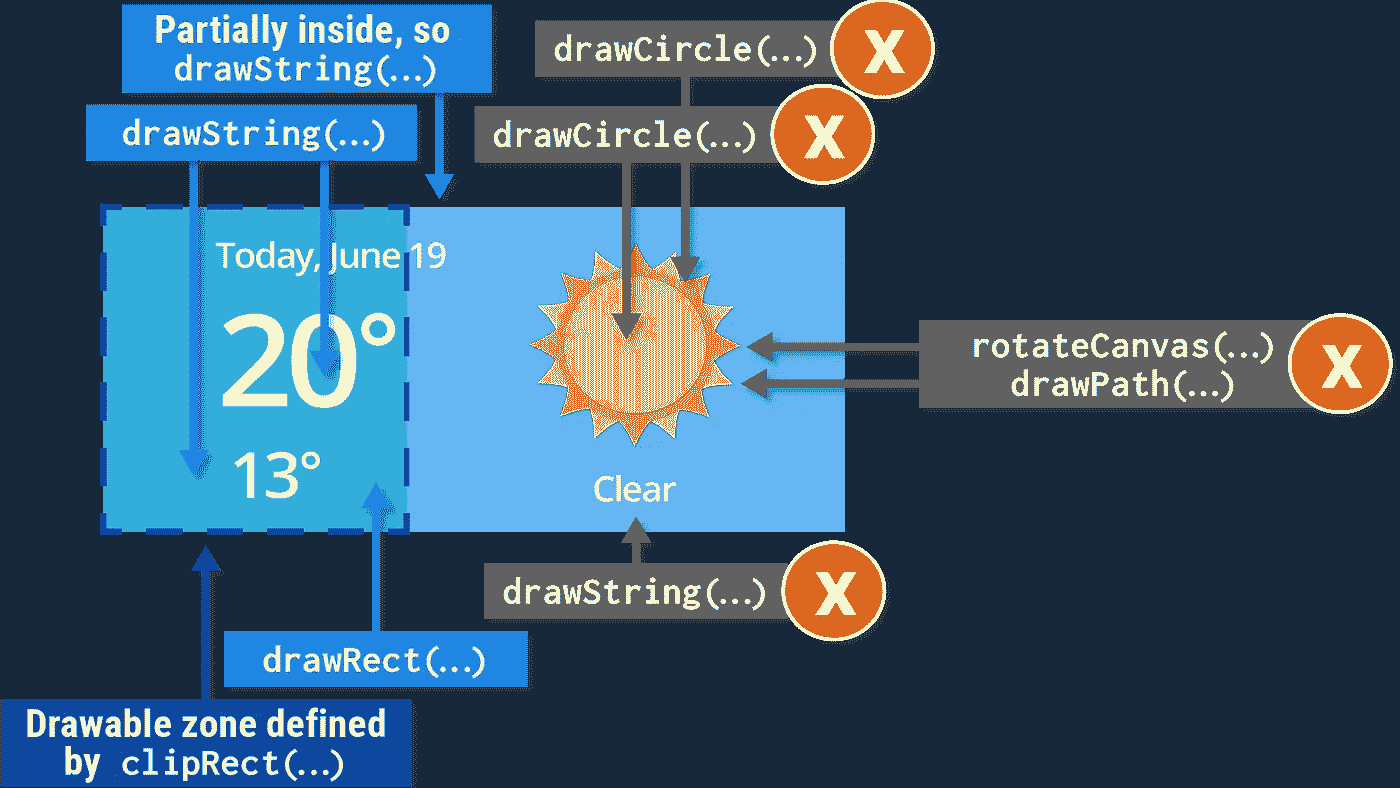 Partially inside, so
drawString(...)
drawCircle(...) X
drawString(...)
drawCircle(...) X
Today, June 19
20°
13°
Clear
rotateCanvas(...)
drawPath(...)
X
drawString(...) X
drawRect(...)
Drawable zone defined
by clipRect(...)